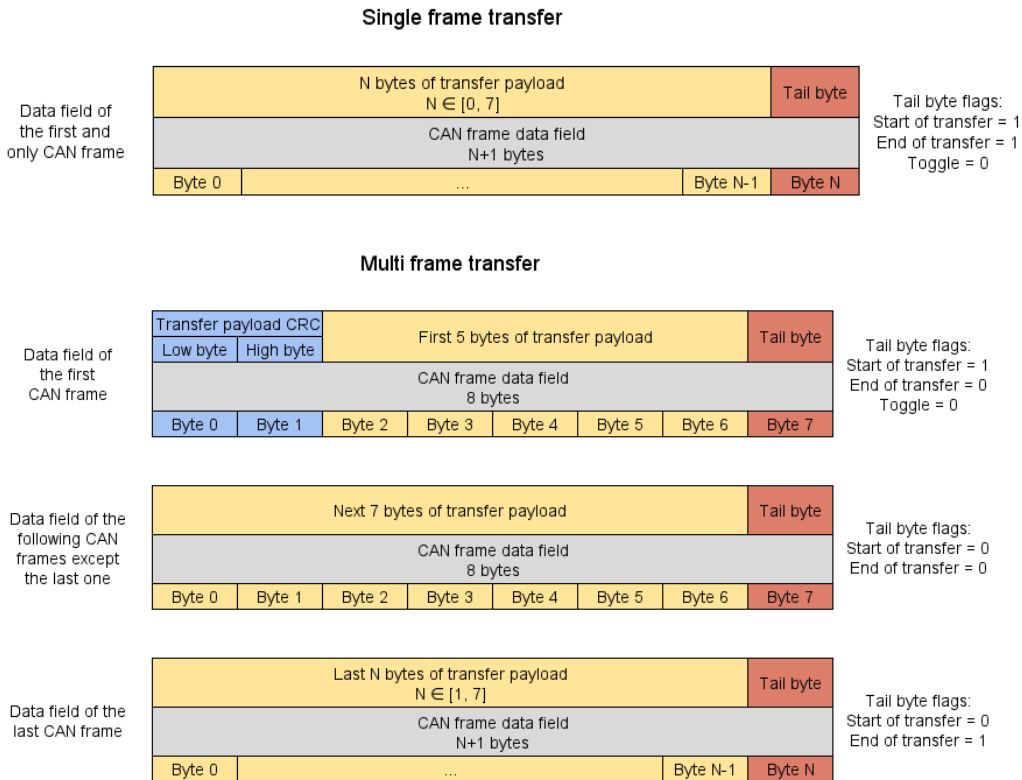 Single frame transfer
Data field of
the first and
only CAN frame
N bytes of transfer payload
N ∈ [0, 7]
Tail byte
CAN frame data field
N+1 bytes
Byte 0
...
Byte N-1
Byte N
Tail byte flags:
Start of transfer = 1
End of transfer = 1
Toggle = 0
Multi frame transfer
Data field of
the first
CAN frame
Transfer payload CRC
Low byte
High byte
First 5 bytes of transfer payload
Tail byte
CAN frame data field
8 bytes
Byte 0
Byte 1
Byte 2
Byte 3
Byte 4
Byte 5
Byte 6
Byte 7
Tail byte flags:
Start of transfer = 1
End of transfer = 0
Toggle = 0
Data field of the
following CAN
frames except
the last one
Next 7 bytes of transfer payload
Tail byte
CAN frame data field
8 bytes
Byte 0
Byte 1
Byte 2
Byte 3
Byte 4
Byte 5
Byte 6
Byte 7
Tail byte flags:
Start of transfer = 0
End of transfer = 0
Data field of the
last CAN frame
Last N bytes of transfer payload
N ∈ [1, 7]
Tail byte
CAN frame data field
N+1 bytes
Byte 0
...
Byte N-1
Byte N
Tail byte flags:
Start of transfer = 0
End of transfer = 1